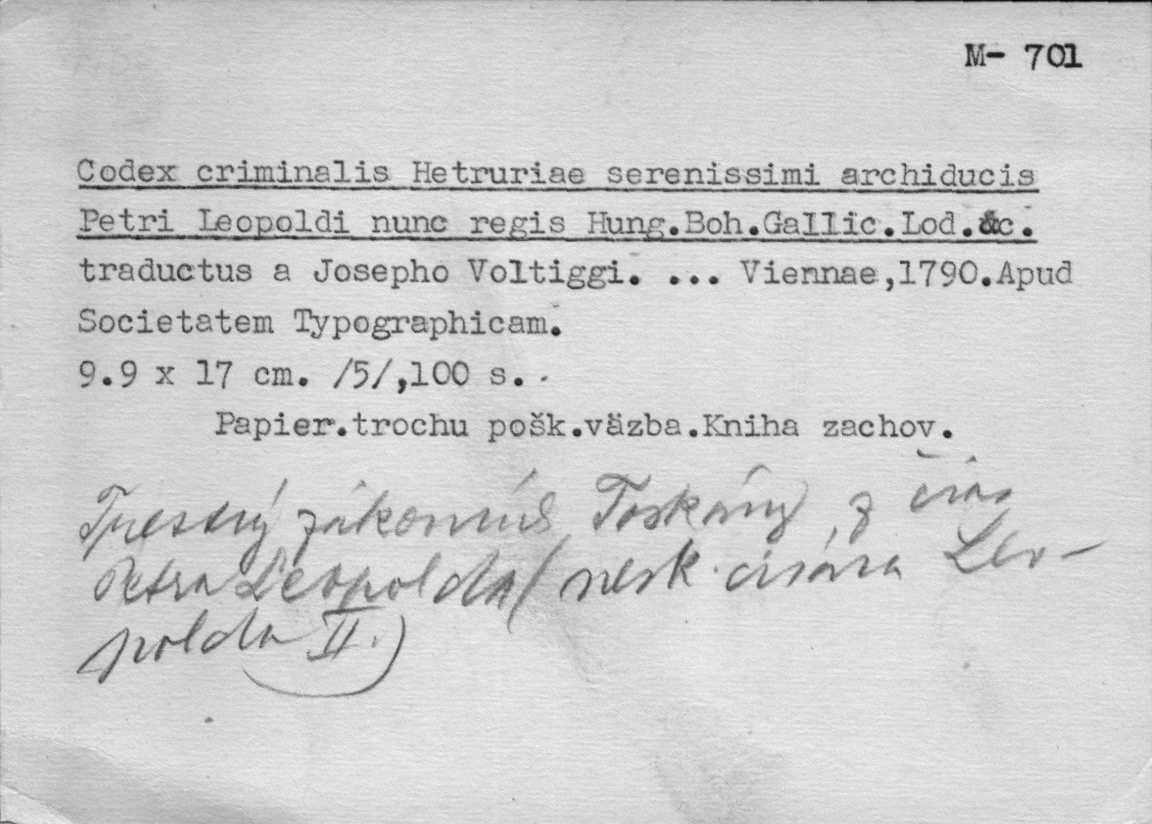 M- 701
Codex criminalis Hetruriae serenissimi archiducis
Petri Leopoldi nunc regis Hung.Boh.Gallic.Lod.&c.
traductus a Josepho Voltiggi. ... Viennae,1790.Apud
Societatem Typographicam.
9.9 x 17 cm. /5/,100 s.
Papier.trochu pošk.väzba.Kniha zachov.
Trestný zákonník Toskány, z čias
Petra Leopolda (nesk. cisára Leo-
polda II.)